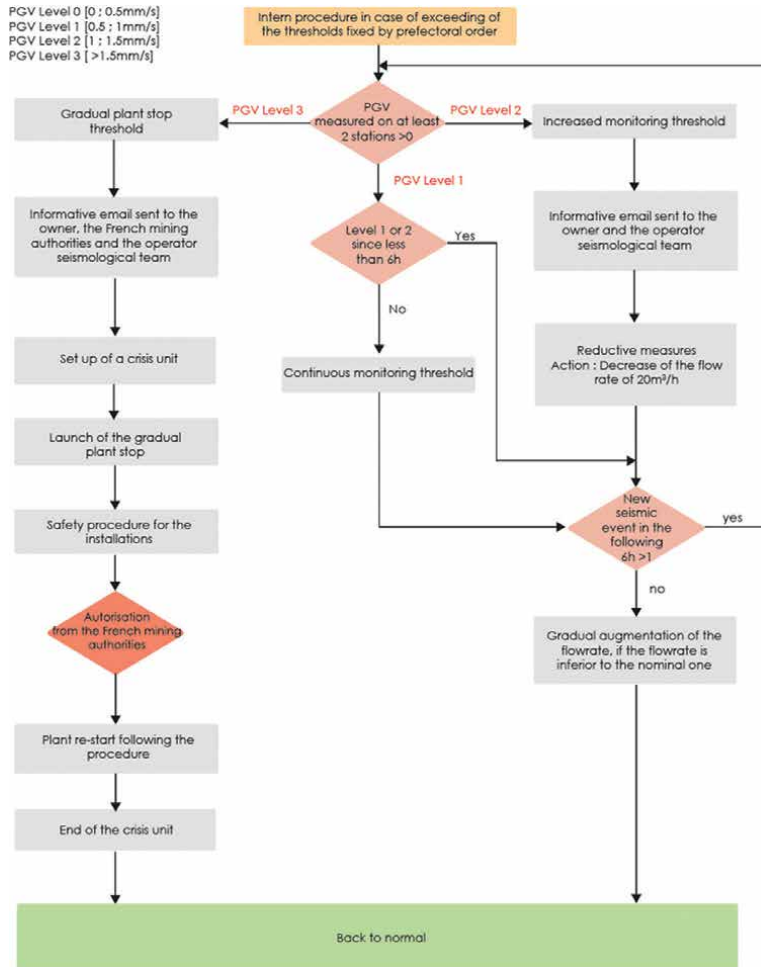 PGV Level 0 [0 ; 0.5mm/s]
PGV Level 1 [0.5 ; 1mm/s]
PGV Level 2 [1 ; 1.5mm/s]
PGV Level 3 [ >1.5mm/s]
Intern procedure in case of exceeding of
the thresholds fixed by prefectoral order
PGV
measured on at least
2 stations >0
PGV Level 3
PGV Level 2
PGV Level 1
Gradual plant stop
threshold
Informative email sent to the
owner, the French mining
authorities and the operator
seismological team
Set up of a crisis unit
Launch of the gradual
plant stop
Safety procedure for the
installations
Autorisation
from the French mining
authorities
Plant re-start following the
procedure
End of the crisis unit
Level 1 or 2
since less
than 6h
Yes
No
Continuous monitoring threshold
Increased monitoring threshold
Informative email sent to the
owner and the operator
seismological team
Reductive measures
Action : Decrease of the flow
rate of 20m³/h
New
seismic
event in the
following
6h >1
yes
no
Gradual augmentation of the
flowrate, if the flowrate is
inferior to the nominal one
Back to normal